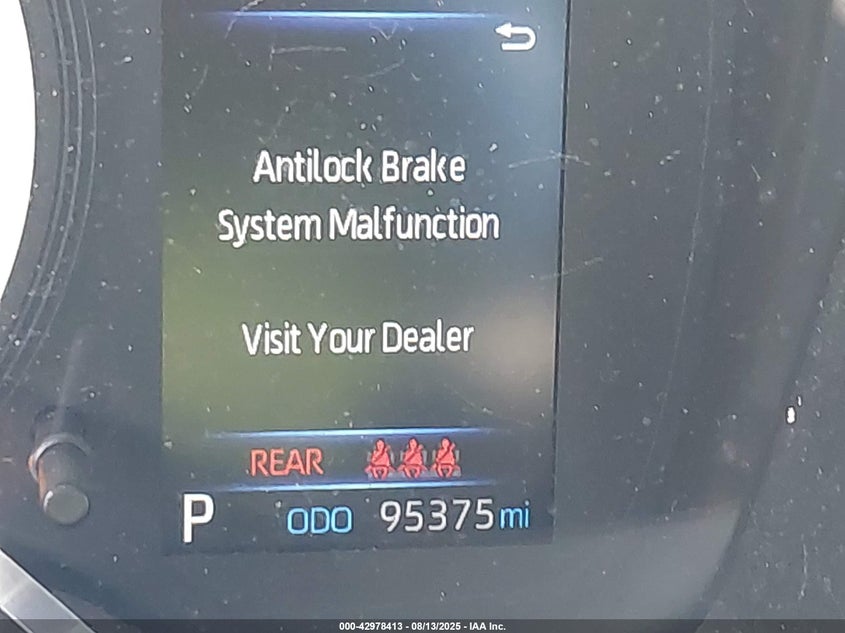 Antilock Brake
System Malfunction
Visit Your Dealer
REAR
P ODO 95375 mi
000-42978413 - 08/13/2025 - IAA Inc.